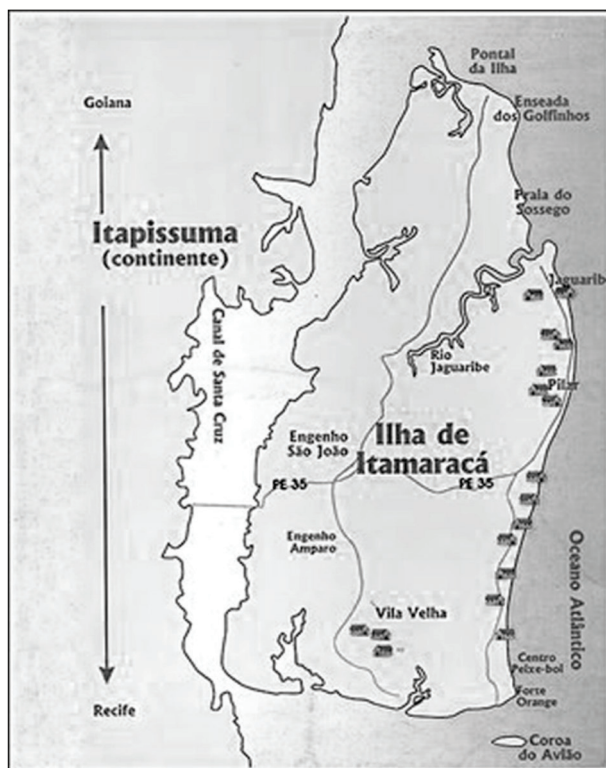 Pontal
da Ilha
Goiana
Enseada
dos Golfinhos
Praia do
Sossego
Itapissuma
(continente)
Jaguaribe
Canal de Santa Cruz
Rio
Jaguaribe
Pilar
Engenho
São João
Ilha de
Itamaracá
PE 35
PE 35
Engenho
Amparo
Oceano Atlântico
Vila Velha
Centro
Peixe-boi
Forte
Orange
Recife
Coroa
do Avião